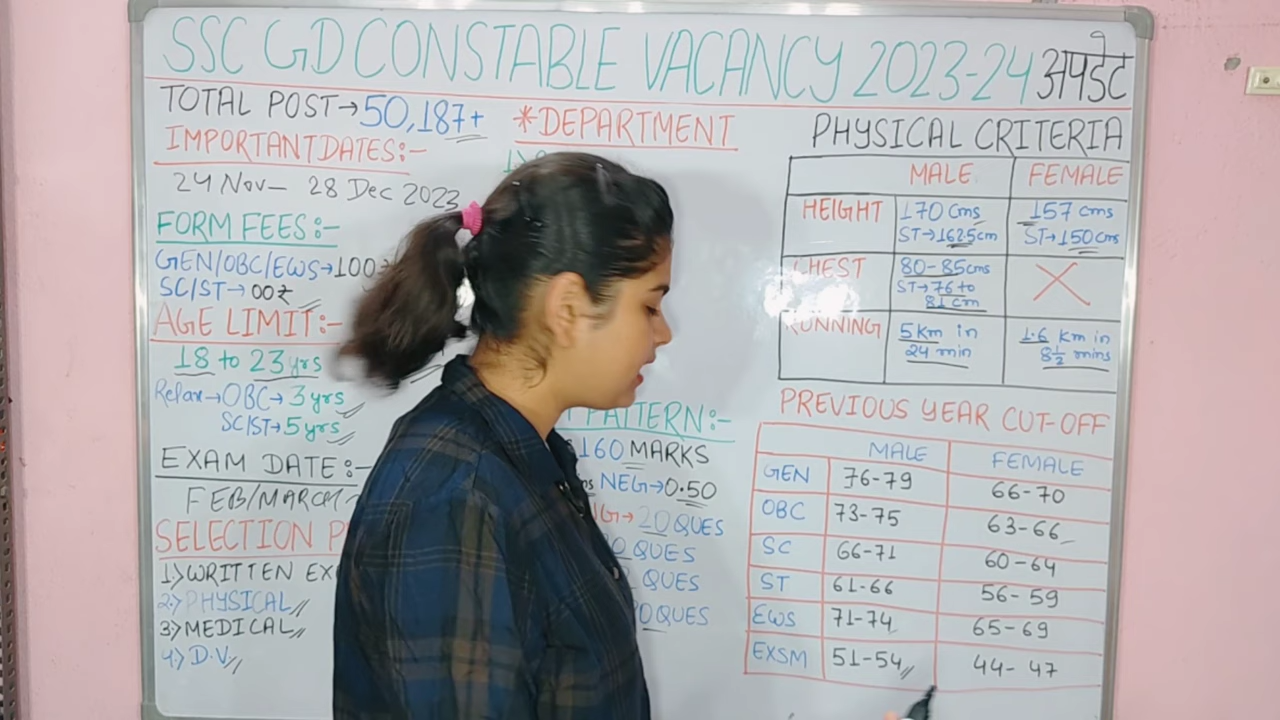 SSC GD CONSTABLE VACANCY 2023-24 अपडेट
TOTAL POST→50,187+
IMPORTANT DATES:-
24 Nov- 28 Dec 2023
FORM FEES:-
GEN/OBC/EWS→100
SC/ST→00₹
AGE LIMIT:-
18 to 23 yrs
Relax→OBC→3 yrs
SC/ST→5 yrs
EXAM DATE:-
FEB/MARCH
SELECTION
1) WRITTEN
2) PHYSICAL
3) MEDICAL
4) D.V
*DEPARTMENT
1)
PATTERN:-
160 MARKS
NEG→0.50
20 QUES
QUES
QUES
QUES
PHYSICAL CRITERIA
MALE FEMALE
HEIGHT 170 cms 157 cms
ST→162.5cm ST→150 cms
CHEST 80-85cms
ST→76 to
81 cm
RUNNING 5 km in 1.6 km in
24 min 8½ mins
PREVIOUS YEAR CUT-OFF
MALE FEMALE
GEN 76-79 66-70
OBC 73-75 63-66
SC 66-71 60-64
ST 61-66 56-59
EWS 71-74 65-69
EXSM 51-54 44-47